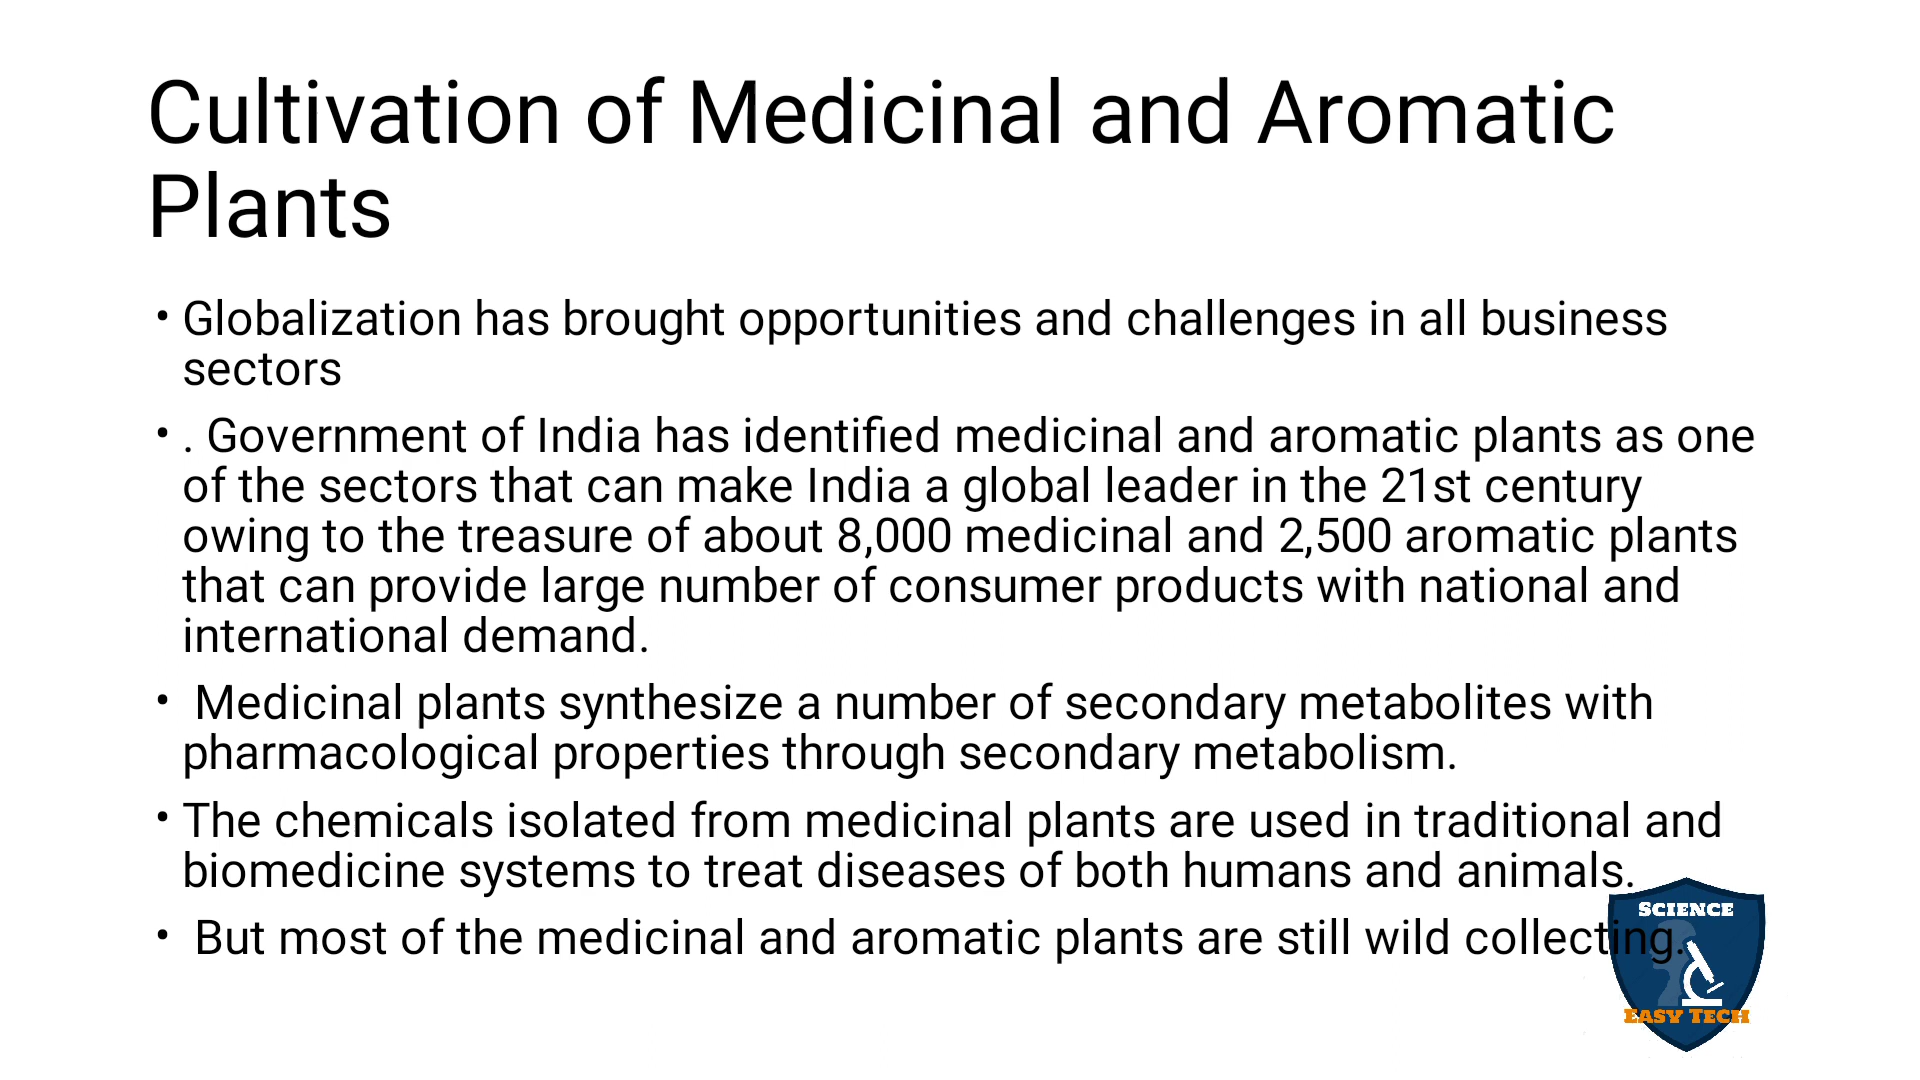 Cultivation of Medicinal and Aromatic
Plants
• Globalization has brought opportunities and challenges in all business
sectors
• . Government of India has identified medicinal and aromatic plants as one
of the sectors that can make India a global leader in the 21st century
owing to the treasure of about 8,000 medicinal and 2,500 aromatic plants
that can provide large number of consumer products with national and
international demand.
• Medicinal plants synthesize a number of secondary metabolites with
pharmacological properties through secondary metabolism.
• The chemicals isolated from medicinal plants are used in traditional and
biomedicine systems to treat diseases of both humans and animals.
• But most of the medicinal and aromatic plants are still wild collecting.
SCIENCE
EASY TECH